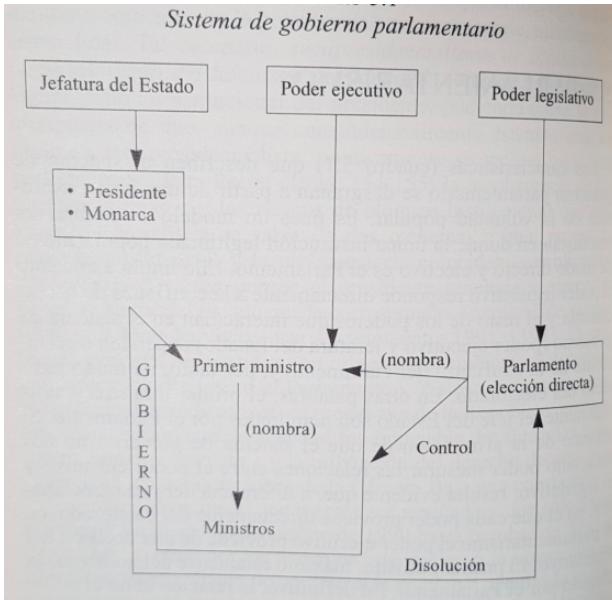 Sistema de gobierno parlamentario
Jefatura del Estado
Poder ejecutivo
Poder legislativo
• Presidente
• Monarca
GOBIERNO
Primer ministro
(nombra)
Parlamento
(elección directa)
(nombra)
Control
Ministros
Disolución